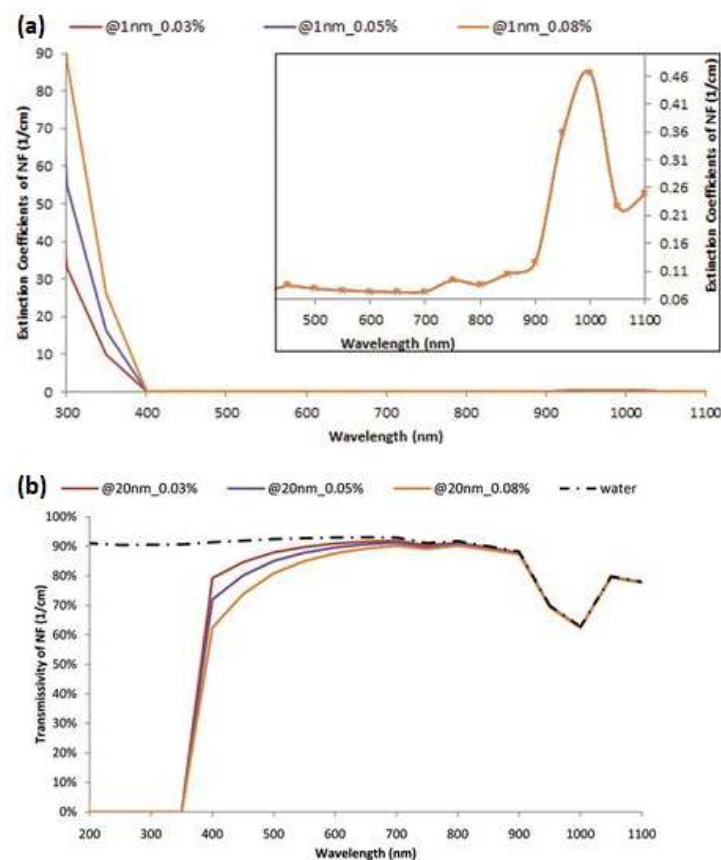 (a)
@1nm_0.03% @1nm_0.05% @1nm_0.08%
Extinction Coefficients of NF (1/cm)
90
80
70
60
50
40
30
20
10
0
300 400 500 600 700 800 900 1000 1100
Wavelength (nm)
0.46
0.41
0.36
0.31
0.26
0.21
0.16
0.11
0.06
Extinction Coefficients of NF (1/cm)
500 600 700 800 900 1000 1100
Wavelength (nm)
(b)
@20nm_0.03% @20nm_0.05% @20nm_0.08% water
Transmissivity of NF (1/cm)
100%
90%
80%
70%
60%
50%
40%
30%
20%
10%
0%
200 300 400 500 600 700 800 900 1000 1100
Wavelength (nm)